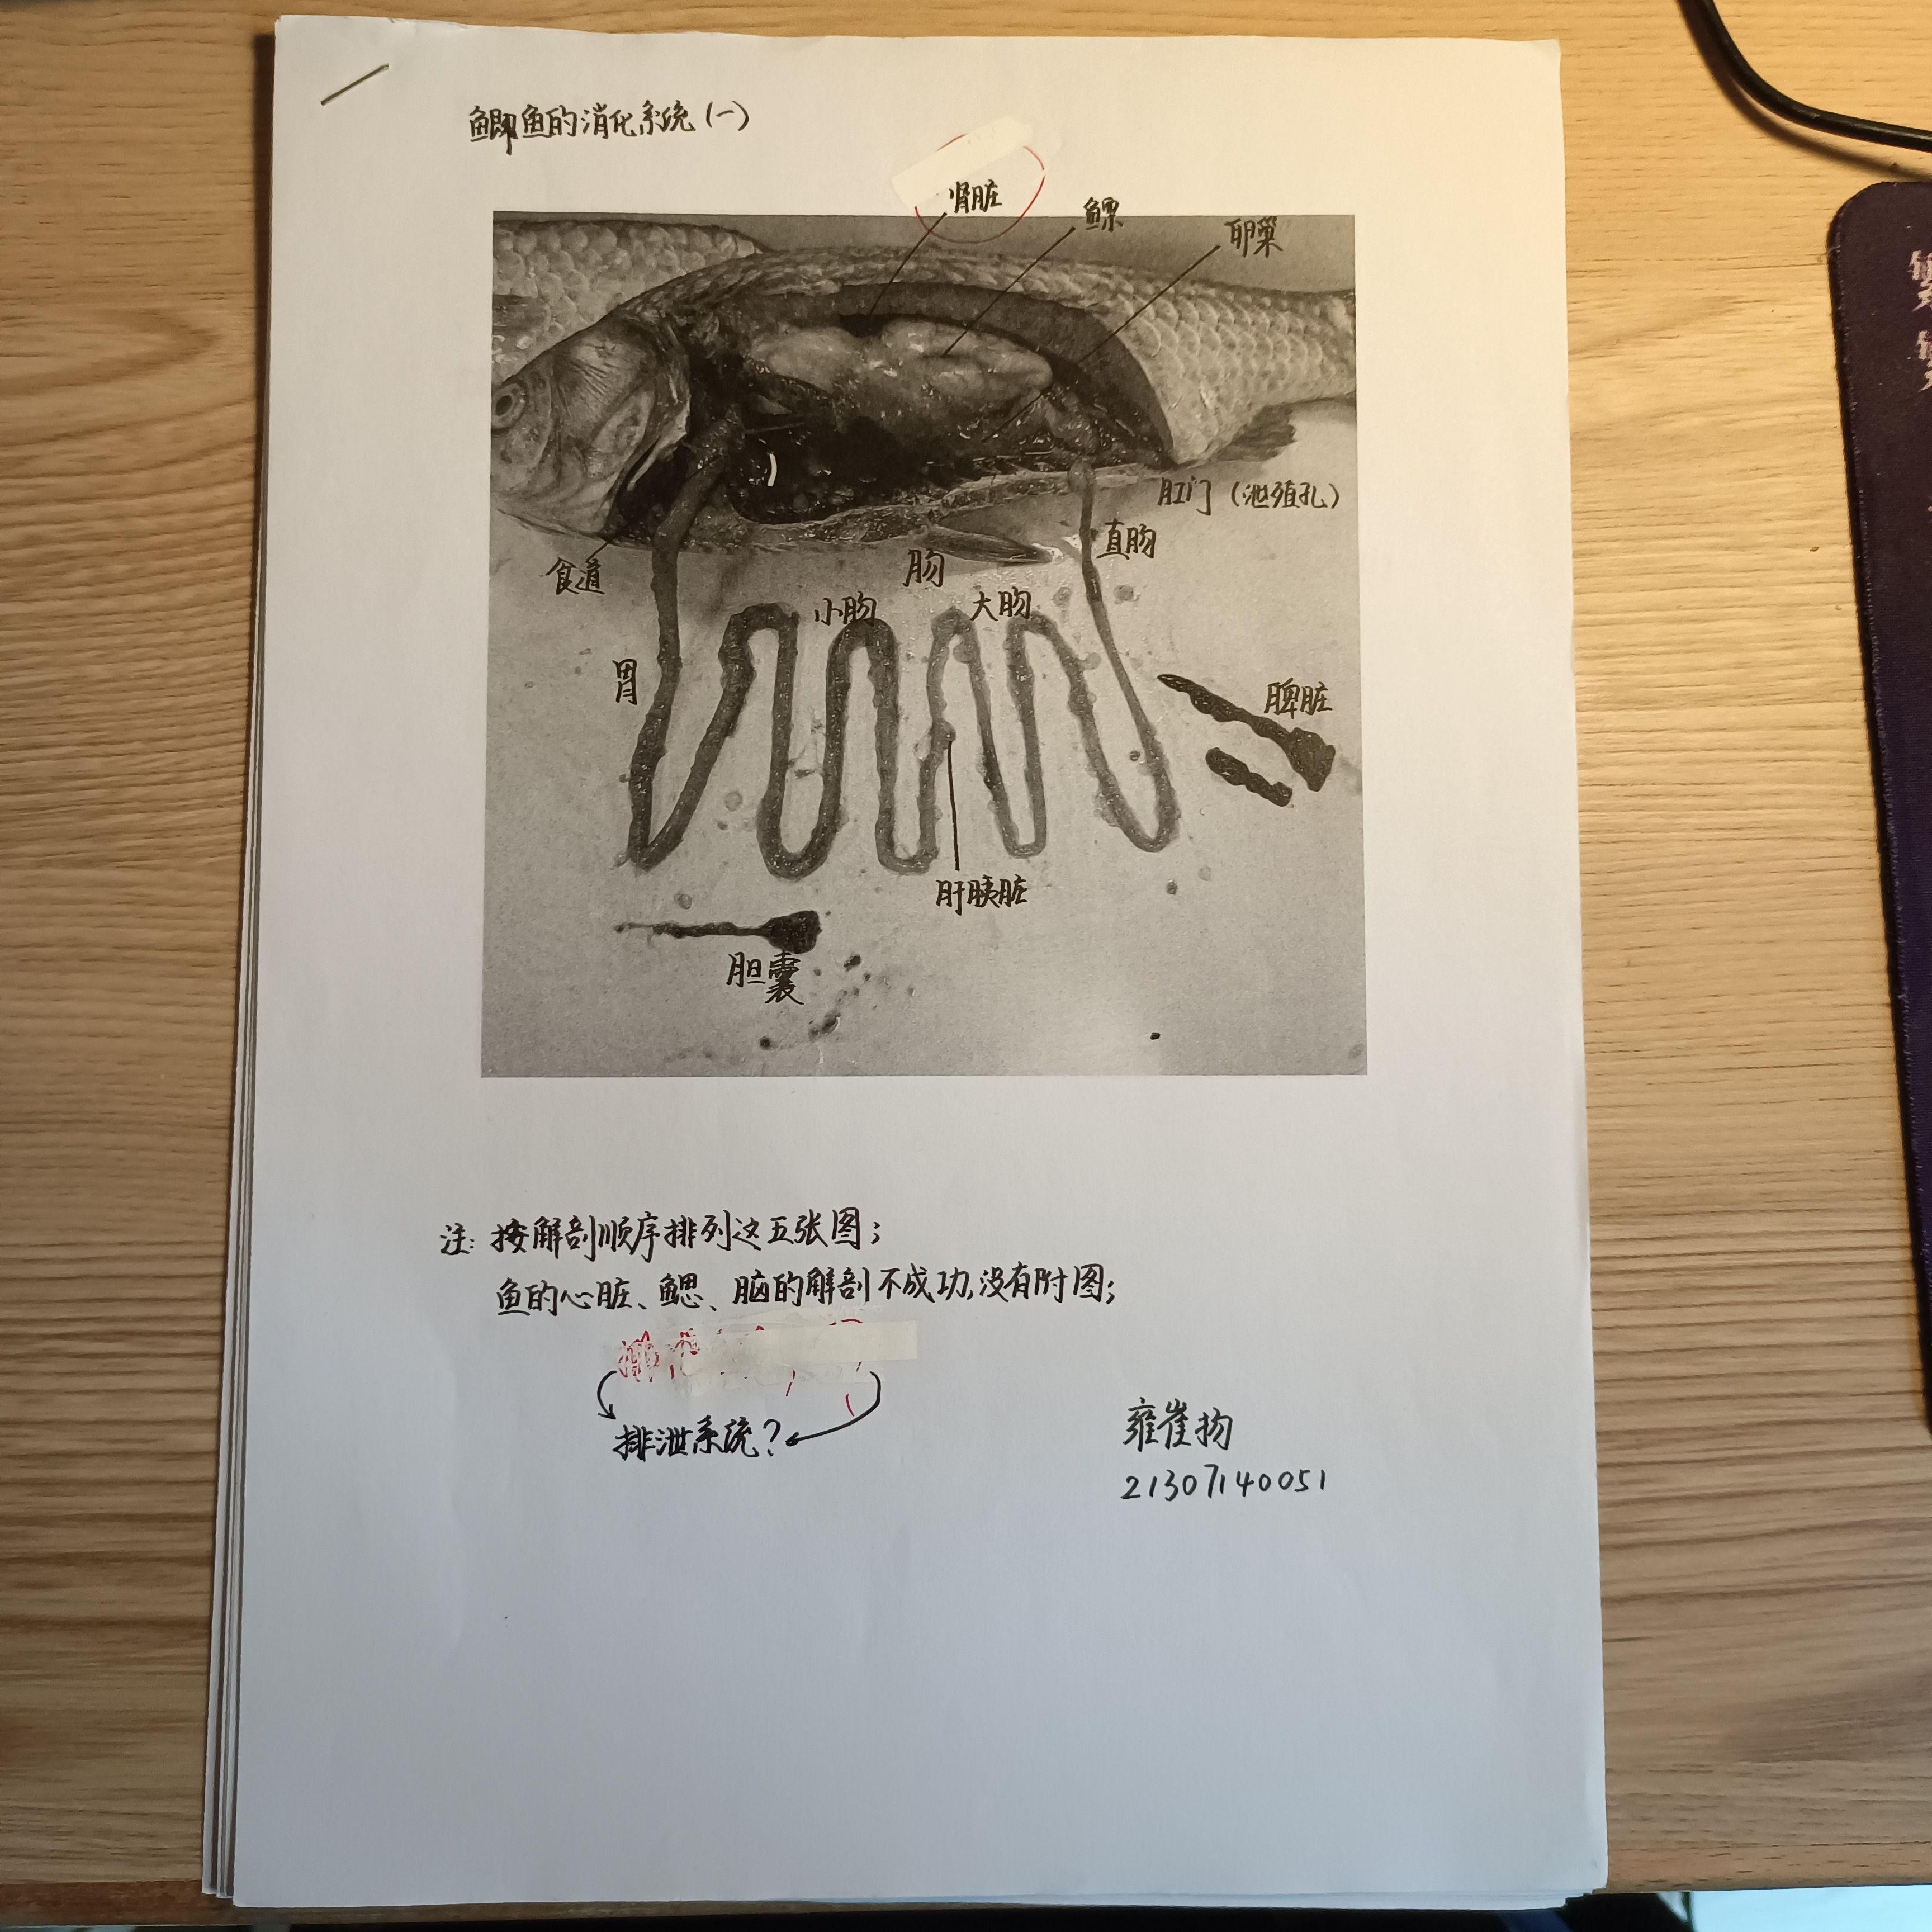 鲫鱼的消化系统(一)
肾脏
鳔
卵巢
肛门(泄殖孔)
直肠
食道
肠
小肠
大肠
胃
脾脏
肝胰脏
胆囊
注: 按解剖顺序排列这五张图;
鱼的心脏、鳃、脑的解剖不成功,没有附图;
排泄系统?
雍崔扬
21307140051